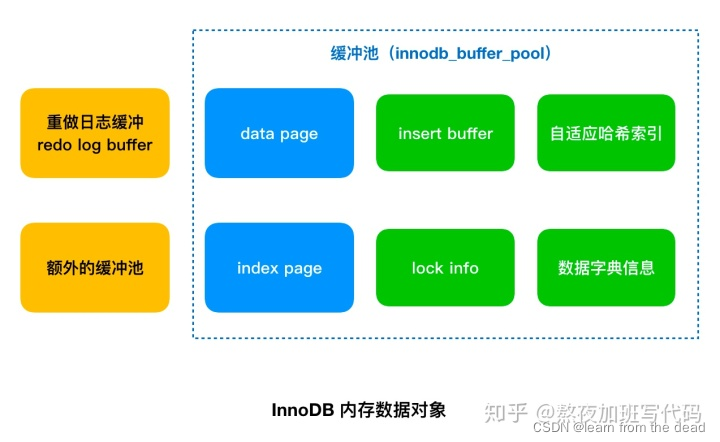 缓冲池（innodb_buffer_pool）
重做日志缓冲
redo log buffer
data page
insert buffer
自适应哈希索引
额外的缓冲池
index page
lock info
数据字典信息
InnoDB 内存数据对象
知乎 @熬夜加班写代码
CSDN @learn from the dead